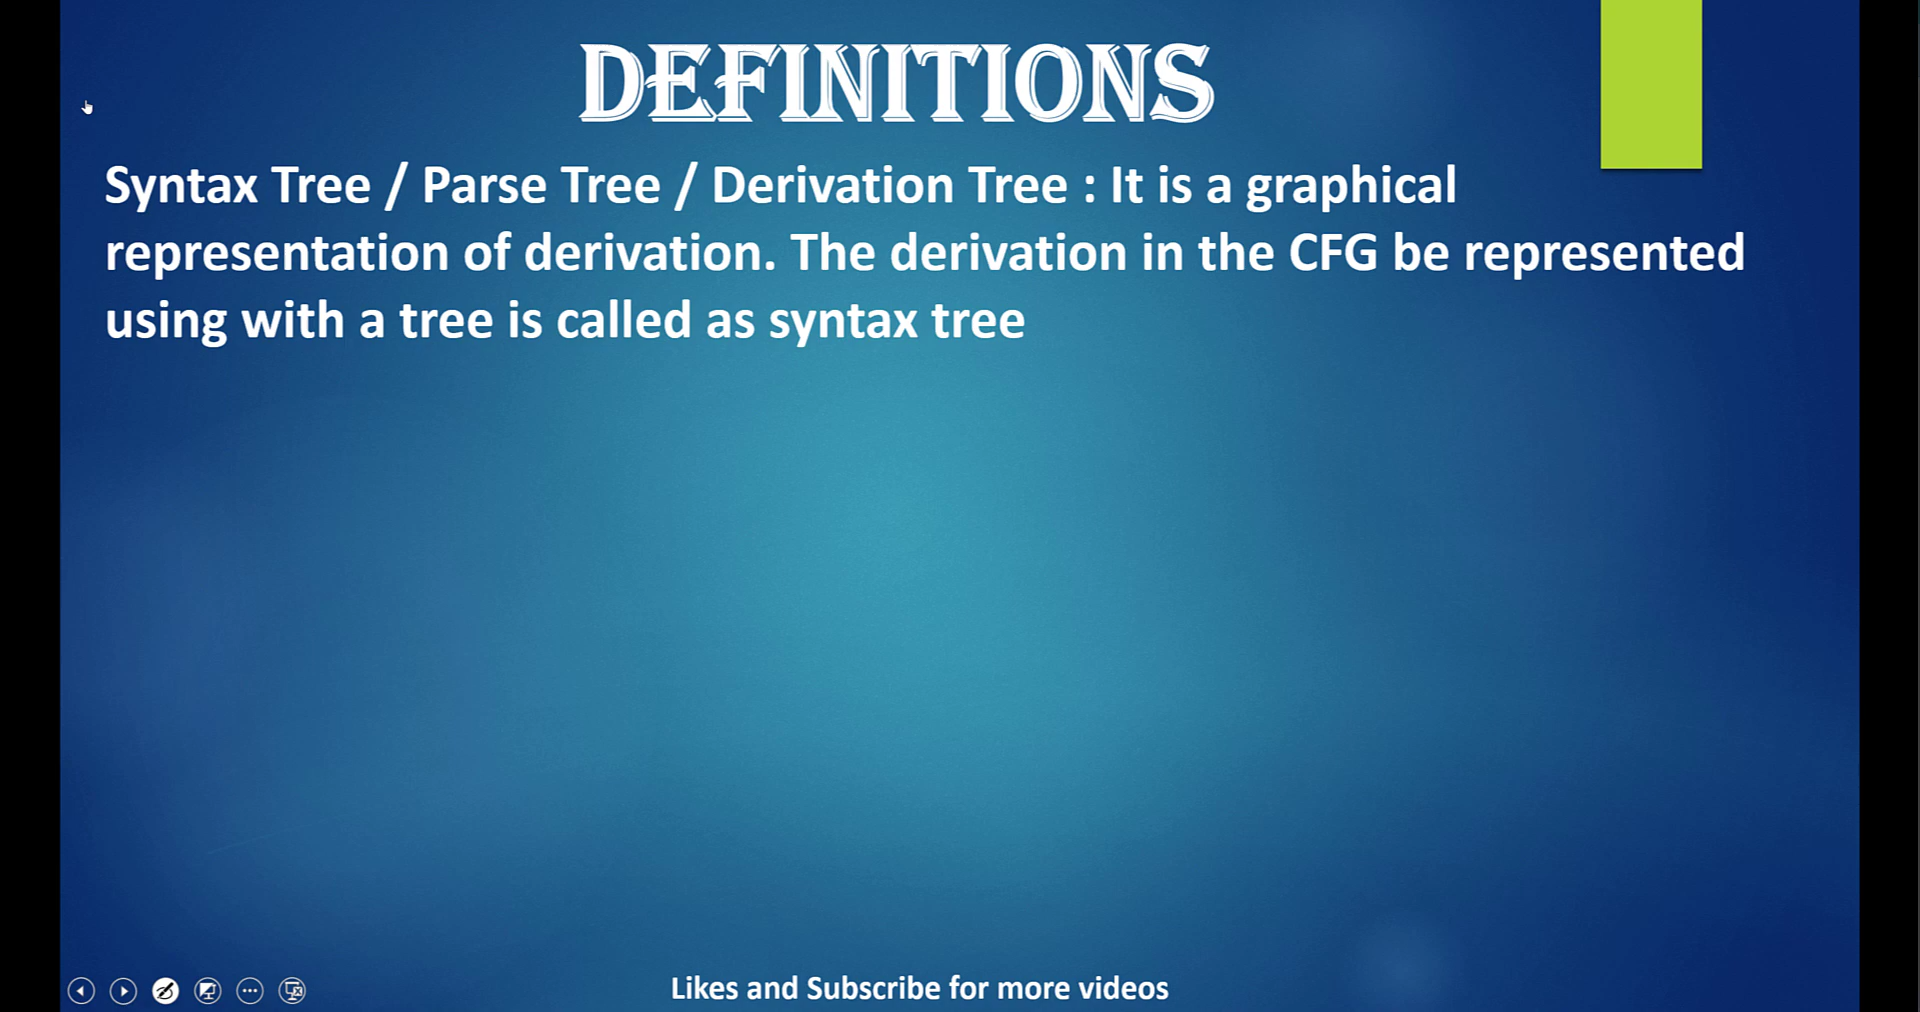 DEFINITIONS
Syntax Tree / Parse Tree / Derivation Tree : It is a graphical
representation of derivation. The derivation in the CFG be represented
using with a tree is called as syntax tree
Likes and Subscribe for more videos